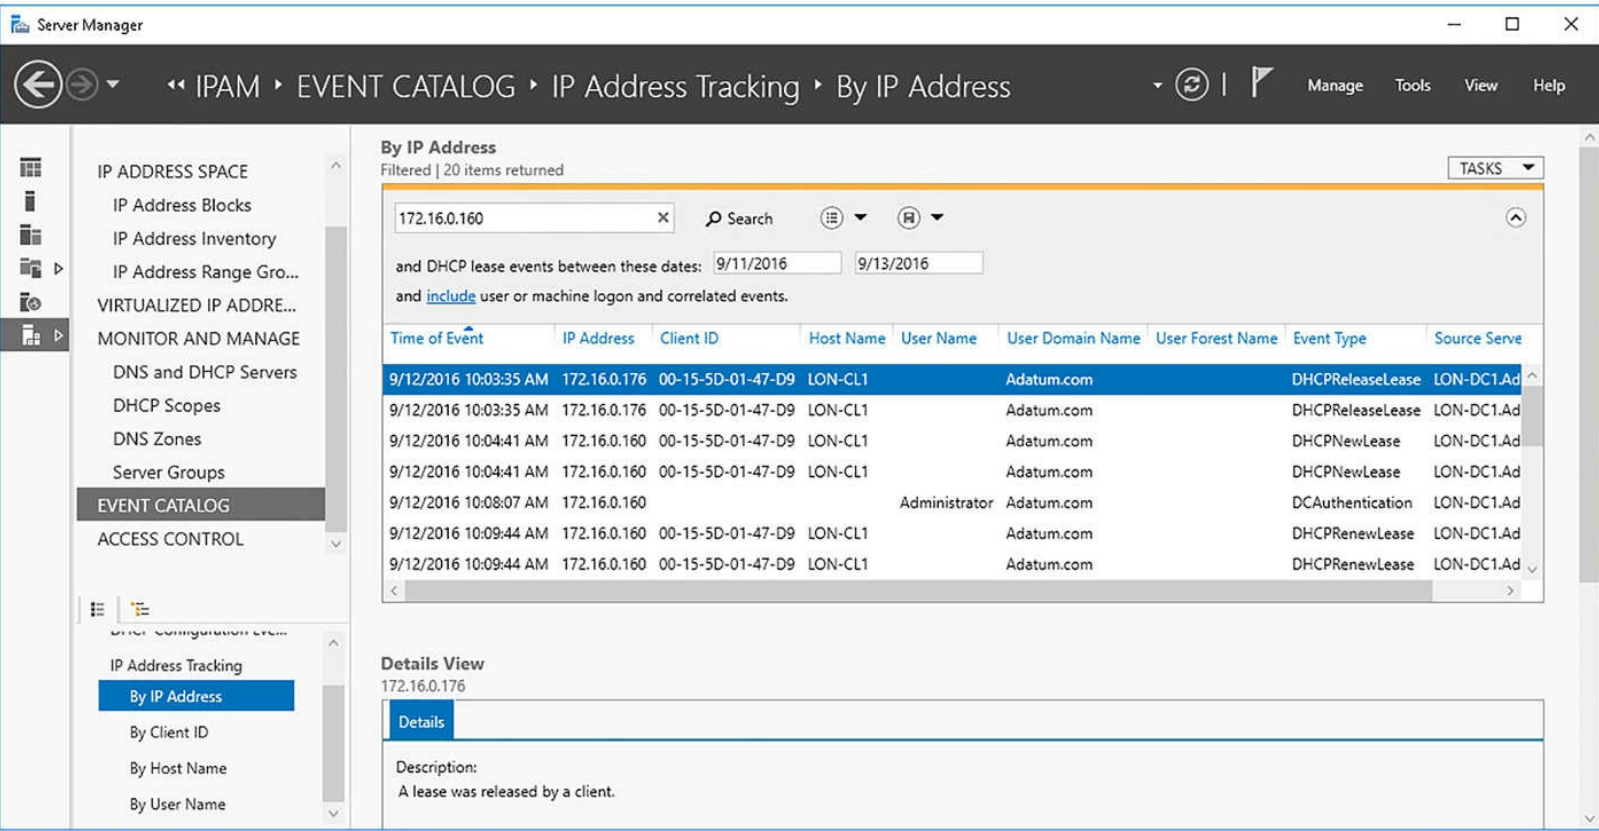 Server Manager
IPAM EVENT CATALOG IP Address Tracking By IP Address
Manage Tools View Help
IP ADDRESS SPACE
IP Address Blocks
IP Address Inventory
IP Address Range Gro...
VIRTUALIZED IP ADDRE...
MONITOR AND MANAGE
DNS and DHCP Servers
DHCP Scopes
DNS Zones
Server Groups
EVENT CATALOG
ACCESS CONTROL
DHCP Configuration Eve...
IP Address Tracking
By IP Address
By Client ID
By Host Name
By User Name
By IP Address
Filtered | 20 items returned
TASKS
172.16.0.160 Search
and DHCP lease events between these dates: 9/11/2016 9/13/2016
and include user or machine logon and correlated events.
Time of Event IP Address Client ID Host Name User Name User Domain Name User Forest Name Event Type Source Serve
9/12/2016 10:03:35 AM 172.16.0.176 00-15-5D-01-47-D9 LON-CL1 Adatum.com DHCPReleaseLease LON-DC1.Ad
9/12/2016 10:03:35 AM 172.16.0.176 00-15-5D-01-47-D9 LON-CL1 Adatum.com DHCPReleaseLease LON-DC1.Ad
9/12/2016 10:04:41 AM 172.16.0.160 00-15-5D-01-47-D9 LON-CL1 Adatum.com DHCPNewLease LON-DC1.Ad
9/12/2016 10:04:41 AM 172.16.0.160 00-15-5D-01-47-D9 LON-CL1 Adatum.com DHCPNewLease LON-DC1.Ad
9/12/2016 10:08:07 AM 172.16.0.160 Administrator Adatum.com DCAuthentication LON-DC1.Ad
9/12/2016 10:09:44 AM 172.16.0.160 00-15-5D-01-47-D9 LON-CL1 Adatum.com DHCPRenewLease LON-DC1.Ad
9/12/2016 10:09:44 AM 172.16.0.160 00-15-5D-01-47-D9 LON-CL1 Adatum.com DHCPRenewLease LON-DC1.Ad
Details View
172.16.0.176
Details
Description:
A lease was released by a client.